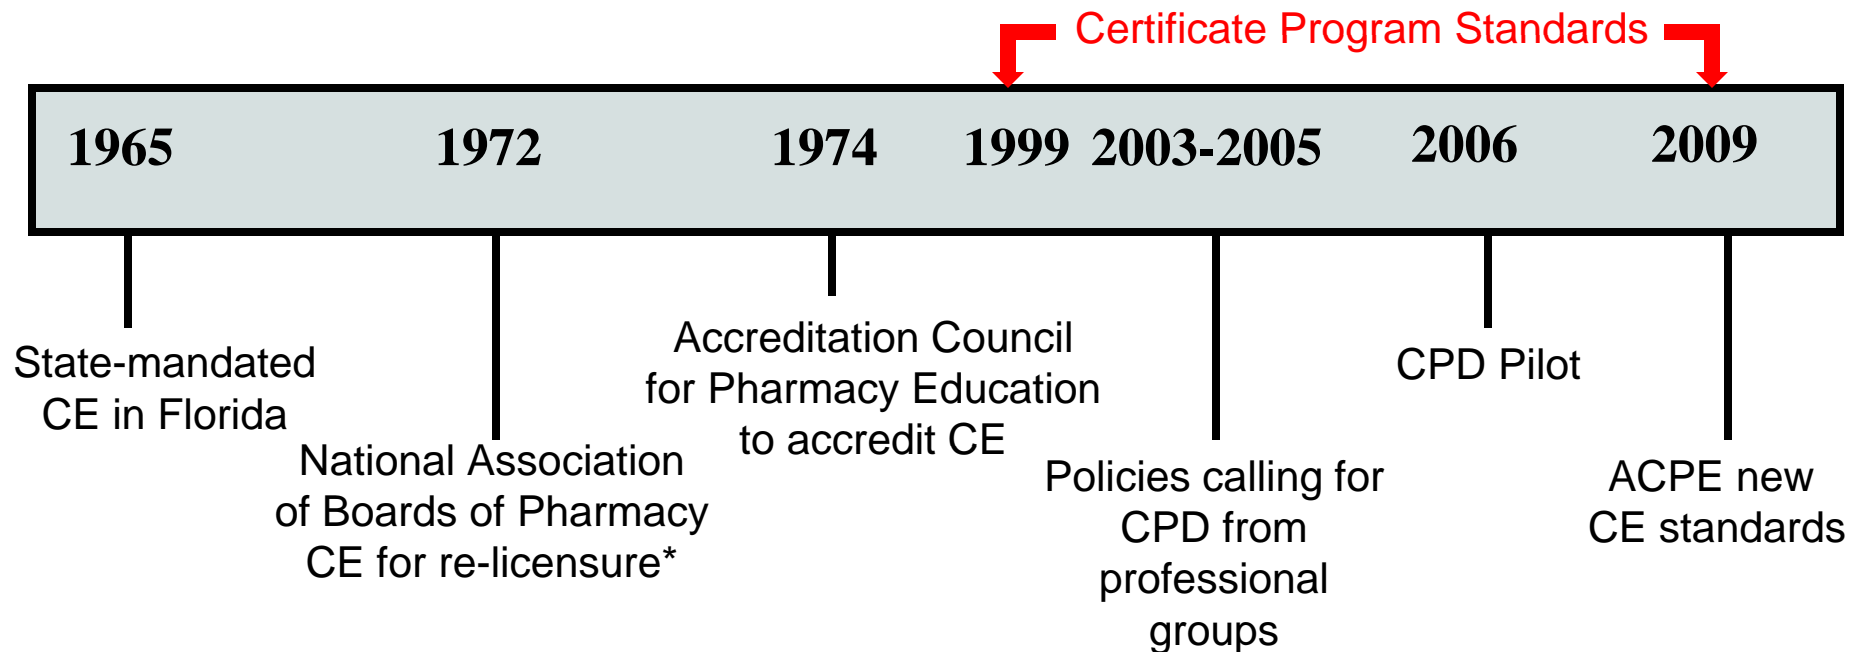 Certificate Program Standards
1965 1972 1974 1999 2003-2005 2006 2009
State-mandated
CE in Florida
National Association
of Boards of Pharmacy
CE for re-licensure*
Accreditation Council
for Pharmacy Education
to accredit CE
Policies calling for
CPD from
professional
groups
CPD Pilot
ACPE new
CE standards